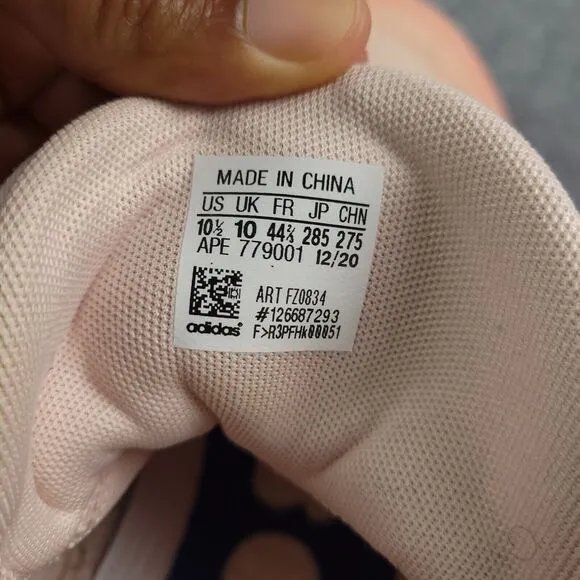 MADE IN CHINA
US UK FR JP CHN
10½ 10 44⅔ 285 275
APE 779001 12/20
ART FZ0834
#126687293
adidas® F>R3PFHk00051